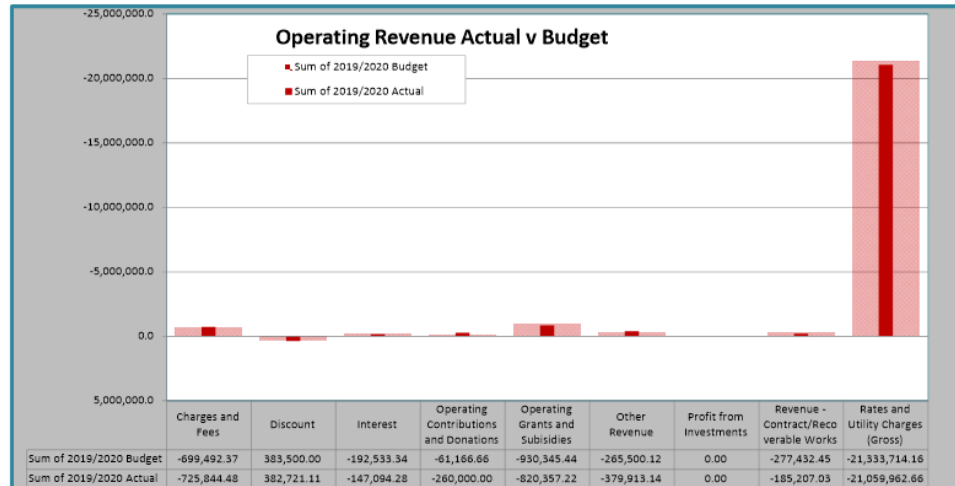 -25,000,000.0
Operating Revenue Actual v Budget
Sum of 2019/2020 Budget
Sum of 2019/2020 Actual
-20,000,000.0
-15,000,000.0
-10,000,000.0
-5,000,000.0
0.0
5,000,000.0
Charges and
Fees
Discount
Interest
Operating
Contributions
and Donations
Operating
Grants and
Subisidies
Other
Revenue
Profit from
Investments
Revenue -
Contract/Reco
verable Works
Rates and
Utility Charges
(Gross)
Sum of 2019/2020 Budget -699,492.37 383,500.00 -192,533.34 -61,166.66 -930,345.44 -265,500.12 0.00 -277,432.45 -21,333,714.16
Sum of 2019/2020 Actual -725,844.48 382,721.11 -147,094.28 -260,000.00 -820,357.22 -379,913.14 0.00 -185,207.03 -21,059,962.66